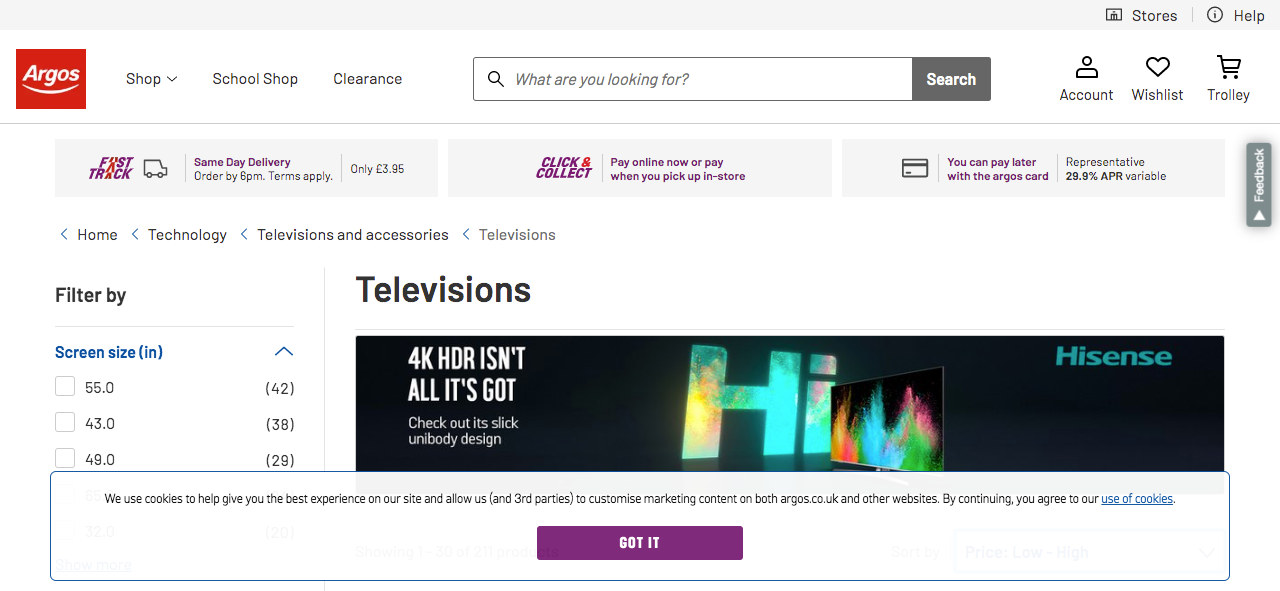 Stores
Help
Argos
Shop
School Shop
Clearance
What are you looking for?
Search
Account
Wishlist
Trolley
FAST
TRACK
Same Day Delivery
Order by 6pm. Terms apply.
Only £3.95
CLICK &
COLLECT
Pay online now or pay
when you pick up in-store
You can pay later
with the argos card
Representative
29.9% APR variable
Feedback
Home
Technology
Televisions and accessories
Televisions
Filter by
Televisions
Screen size (in)
55.0 (42)
43.0 (38)
49.0 (29)
4K HDR ISN'T
ALL IT'S GOT
Check out its slick
unibody design
Hi
Hisense
We use cookies to help give you the best experience on our site and allow us (and 3rd parties) to customise marketing content on both argos.co.uk and other websites. By continuing, you agree to our use of cookies.
32.0 (20)
GOT IT
Showing 1 - 30 of 211 products
Sort by
Price: Low - High
Show more